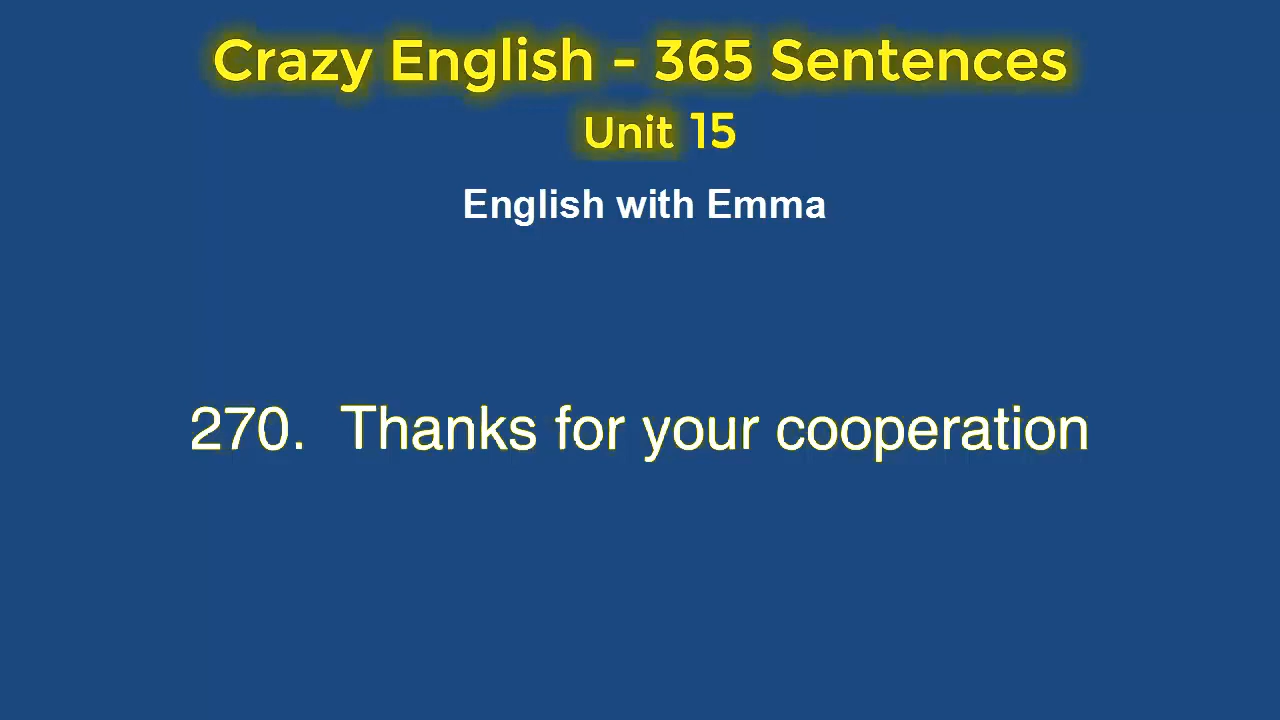 Crazy English - 365 Sentences
Unit 15
English with Emma
270. Thanks for your cooperation